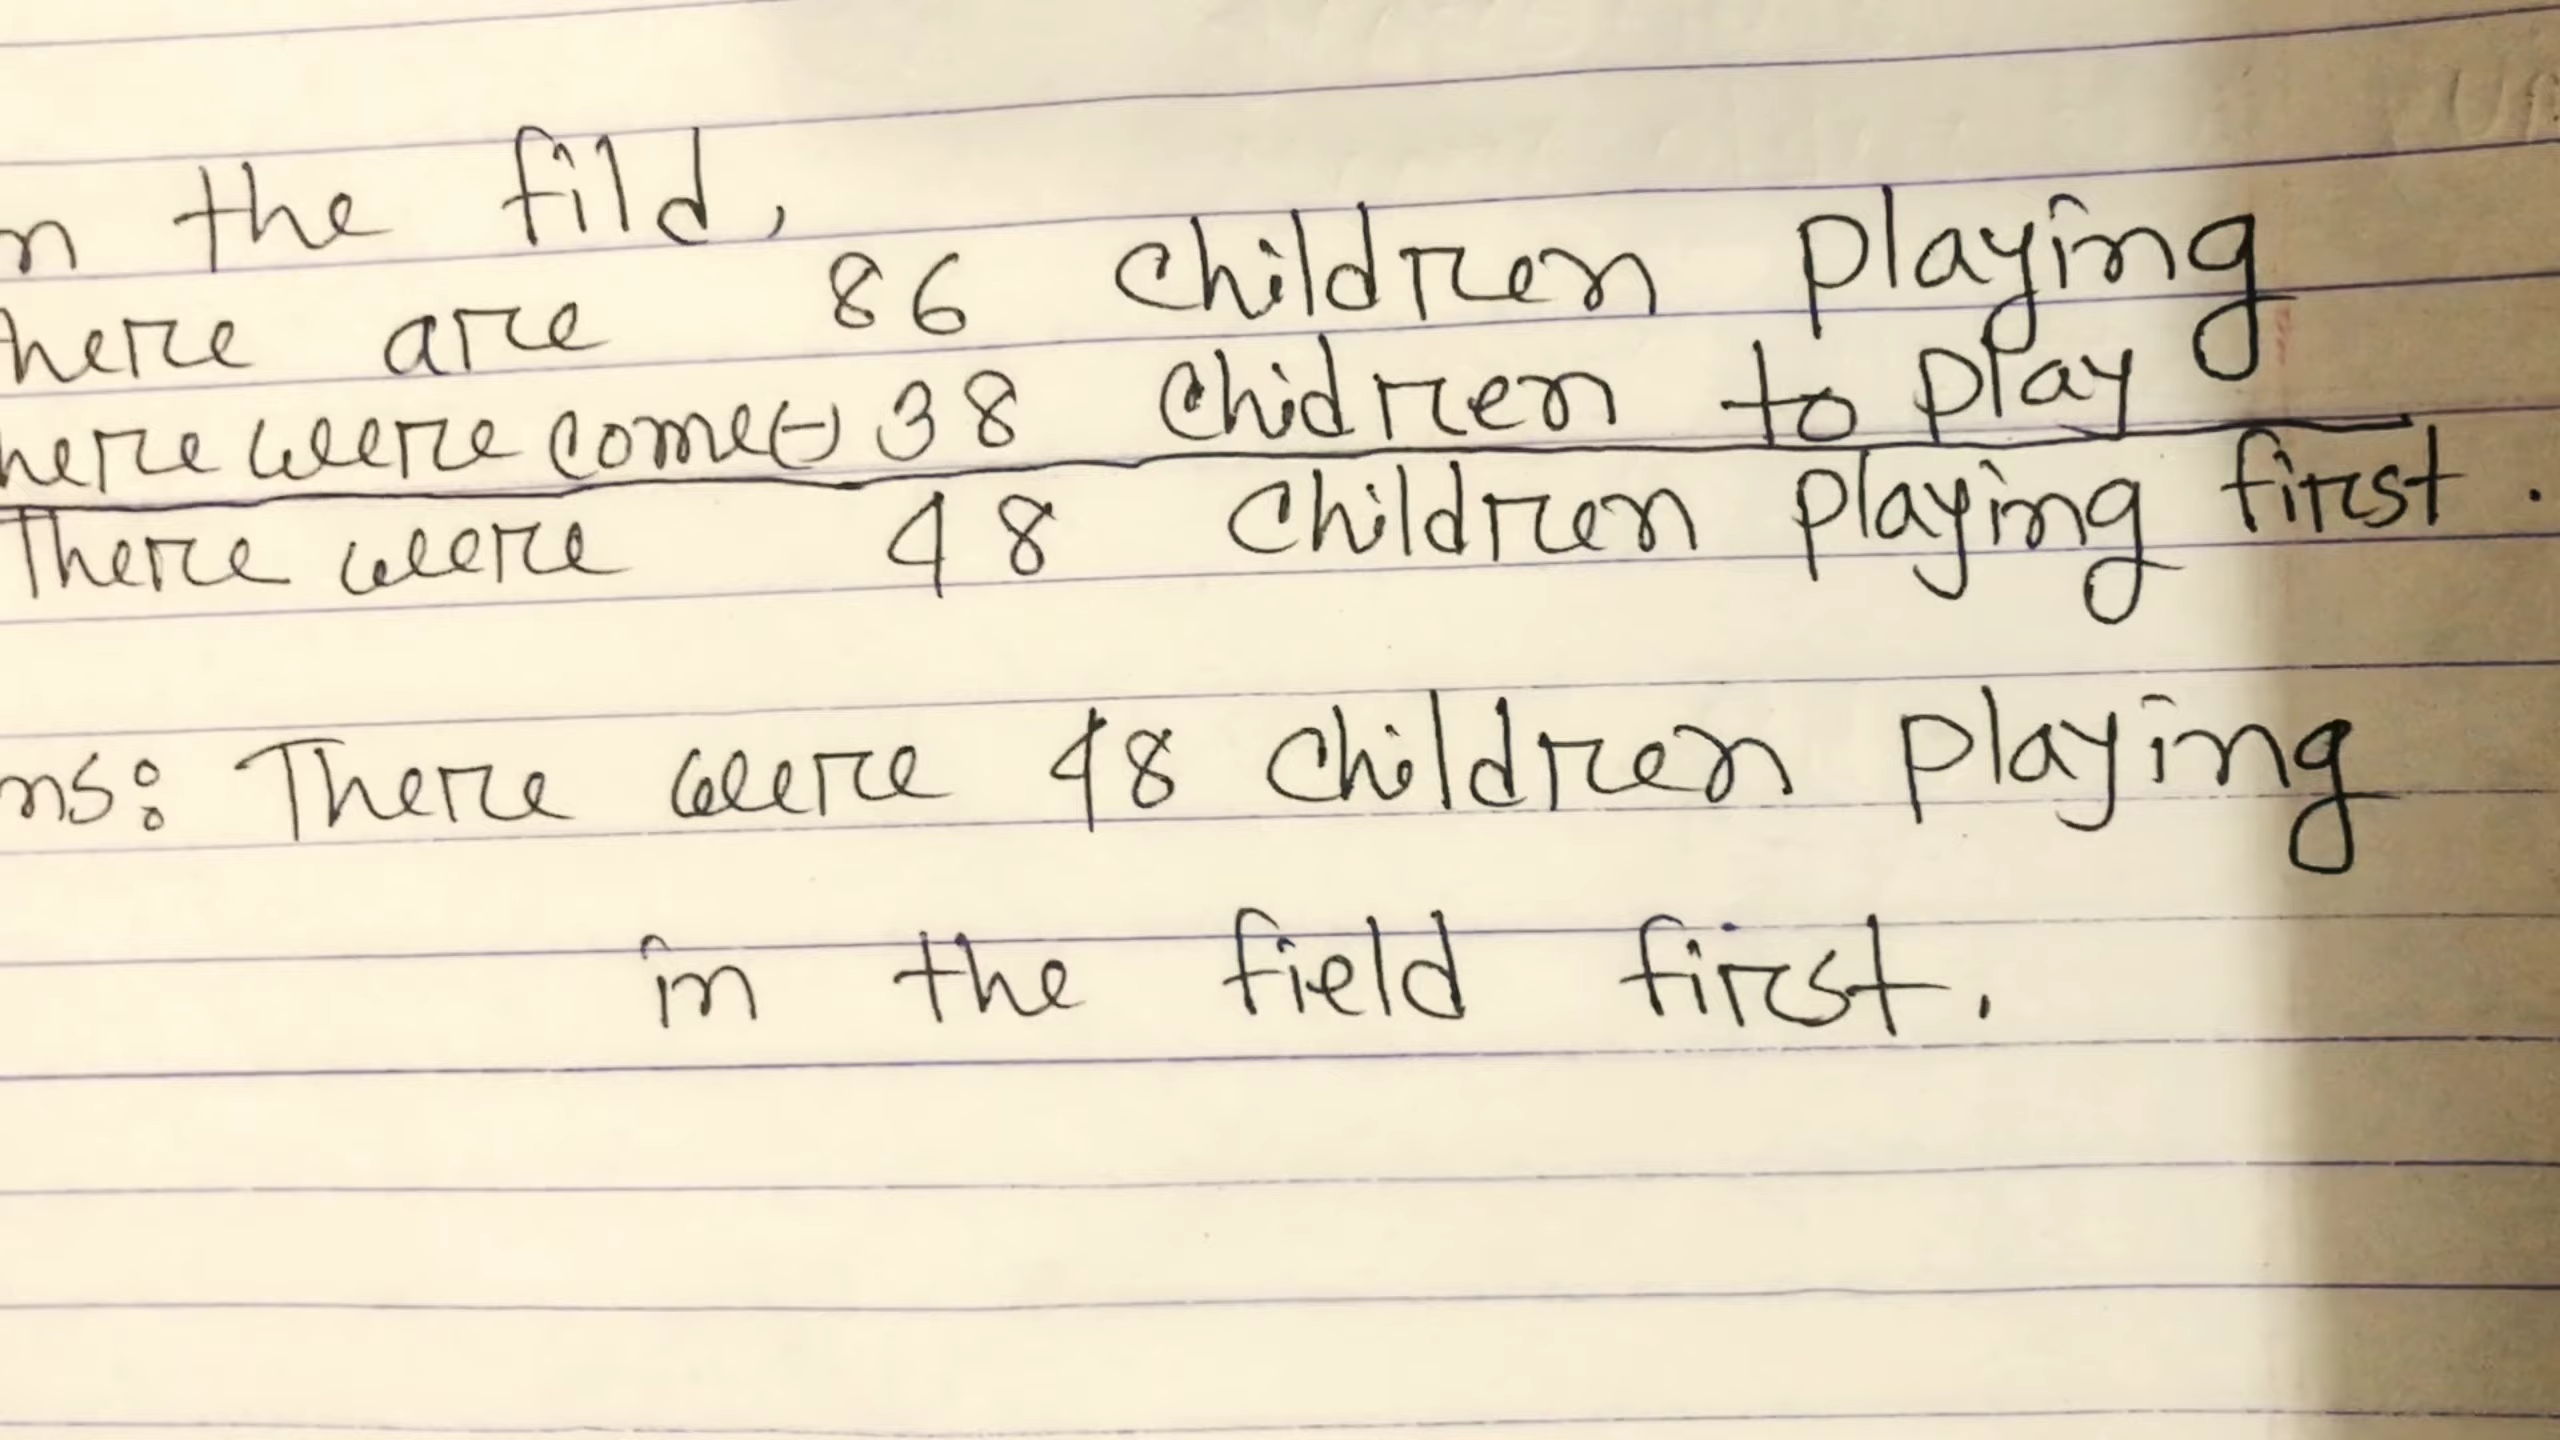 n the fild,
here are 86 children playing
here were come(-) 38 chidren to play
There were 48 children playing first.
ns: There were 48 children playing
in the field first.